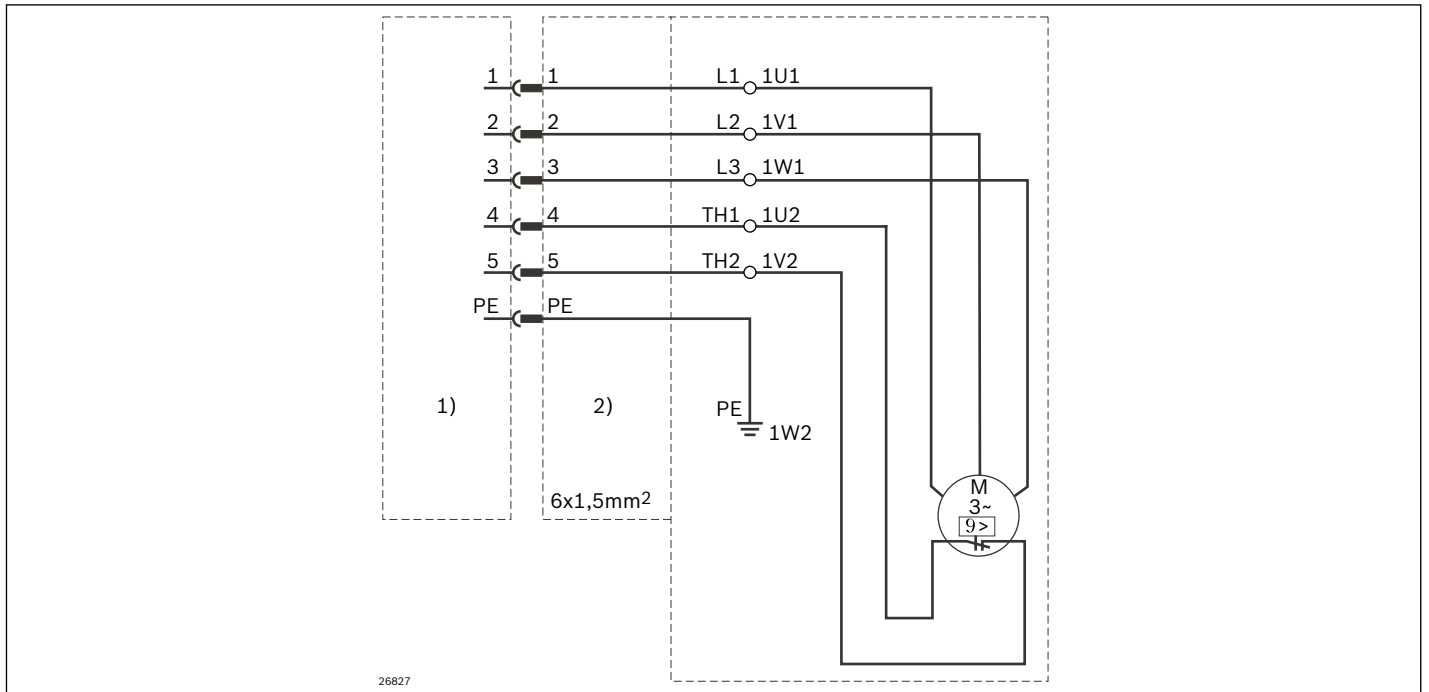 1 1 L1 1U1
2 2 L2 1V1
3 3 L3 1W1
4 4 TH1 1U2
5 5 TH2 1V2
PE PE
1) 2) PE
1W2
6x1,5mm2
M
3~
9>
26827